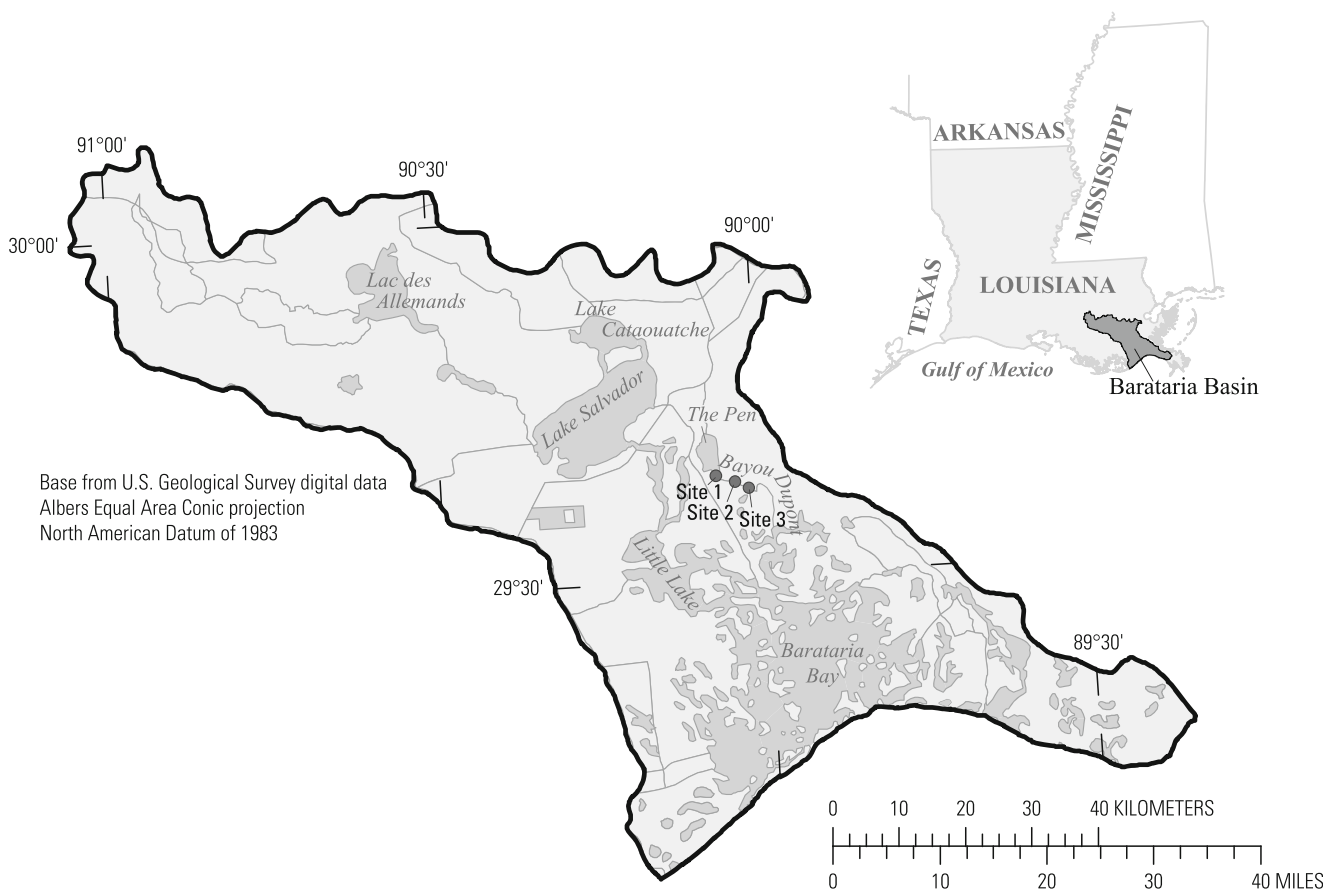 91°00'
90°30'
90°00'
30°00'
Lac des
Allemands
Lake
Cataouatche
Lake Salvador
The Pen
Bayou Dupont
Site 1
Site 2
Site 3
Little Lake
29°30'
Barataria
Bay
89°30'
Base from U.S. Geological Survey digital data
Albers Equal Area Conic projection
North American Datum of 1983
ARKANSAS
MISSISSIPPI
TEXAS
LOUISIANA
Gulf of Mexico
Barataria Basin
0 10 20 30 40 KILOMETERS
0 10 20 30 40 MILES